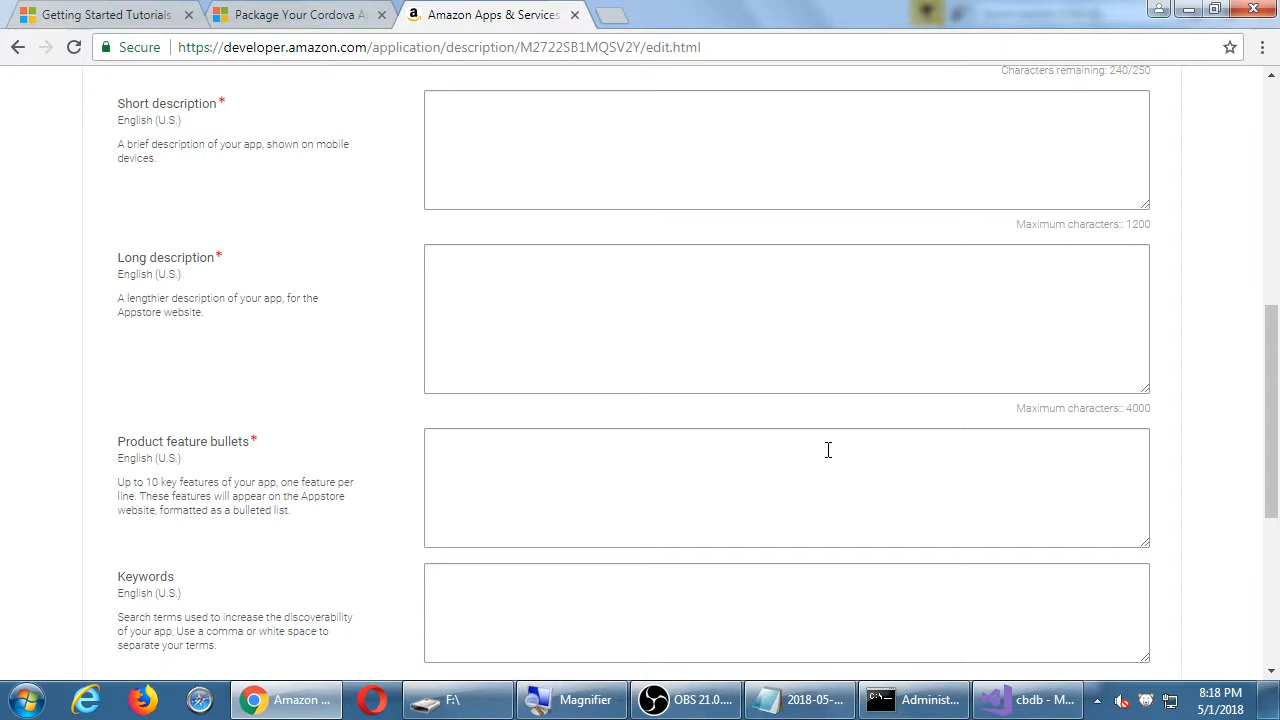 Getting Started Tutorials
Package Your Cordova A
Amazon Apps & Services
Secure
https://developer.amazon.com/application/description/M2722SB1MQSV2Y/edit.html
Characters remaining: 240/250
Short description*
English (U.S.)
A brief description of your app, shown on mobile
devices.
Maximum characters:: 1200
Long description*
English (U.S.)
A lengthier description of your app, for the
Appstore website.
Maximum characters:: 4000
Product feature bullets*
English (U.S.)
Up to 10 key features of your app, one feature per
line. These features will appear on the Appstore
website, formatted as a bulleted list.
Keywords
English (U.S.)
Search terms used to increase the discoverability
of your app, Use a comma or white space to
separate your terms.
Amazon ...
F:\
Magnifier
OBS 21.0....
2018-05-...
Administ...
cbdb - M...
8:18 PM
5/1/2018